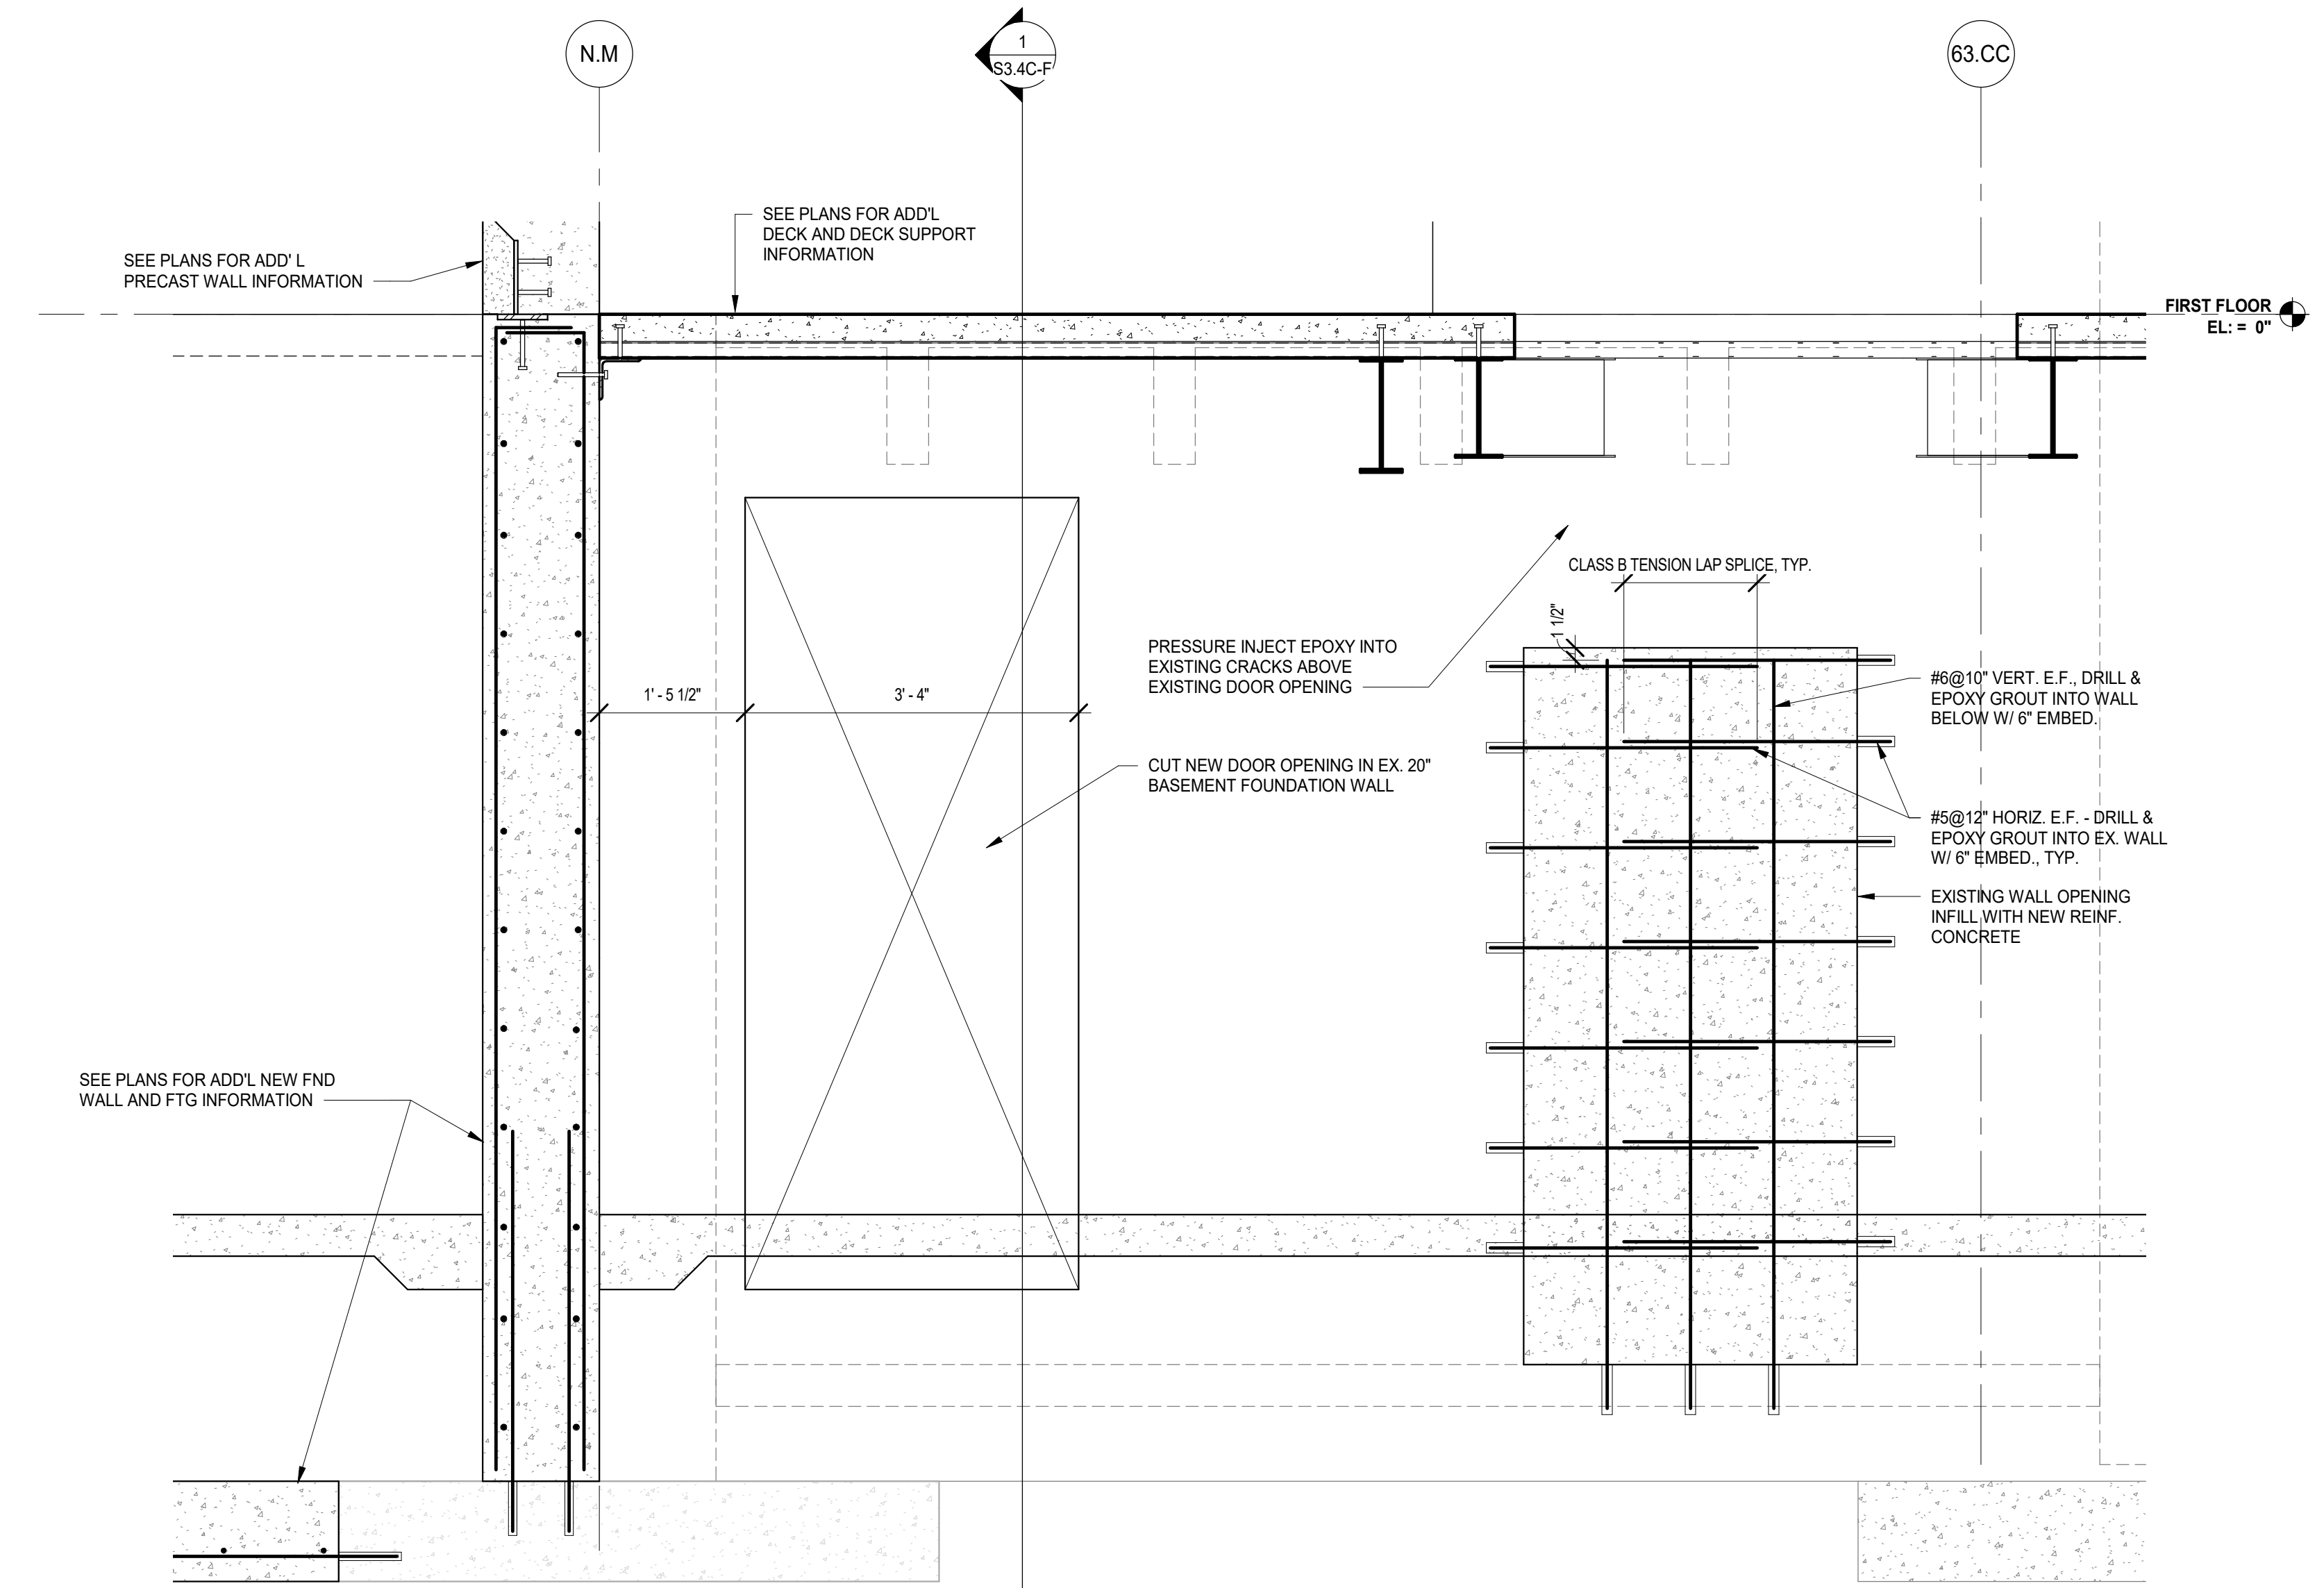 N.M
1
S3.4C-F
63.CC
SEE PLANS FOR ADD'L
DECK AND DECK SUPPORT
INFORMATION
SEE PLANS FOR ADD' L
PRECAST WALL INFORMATION
FIRST FLOOR
EL: = 0"
CLASS B TENSION LAP SPLICE, TYP.
1 1/2"
PRESSURE INJECT EPOXY INTO
EXISTING CRACKS ABOVE
EXISTING DOOR OPENING
1' - 5 1/2"
3' - 4"
#6@10" VERT. E.F., DRILL &
EPOXY GROUT INTO WALL
BELOW W/ 6" EMBED.
CUT NEW DOOR OPENING IN EX. 20"
BASEMENT FOUNDATION WALL
#5@12" HORIZ. E.F. - DRILL &
EPOXY GROUT INTO EX. WALL
W/ 6" EMBED., TYP.
EXISTING WALL OPENING
INFILL WITH NEW REINF.
CONCRETE
SEE PLANS FOR ADD'L NEW FND
WALL AND FTG INFORMATION